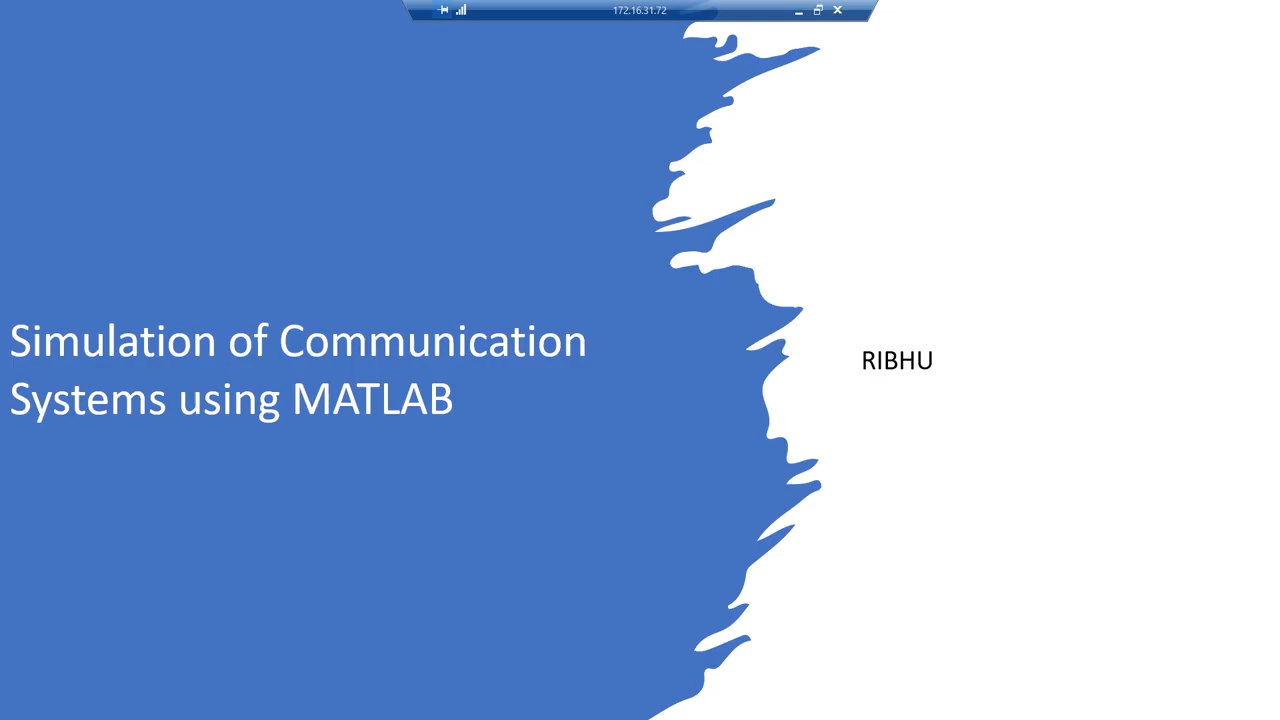 172.16.31.72
Simulation of Communication
Systems using MATLAB
RIBHU